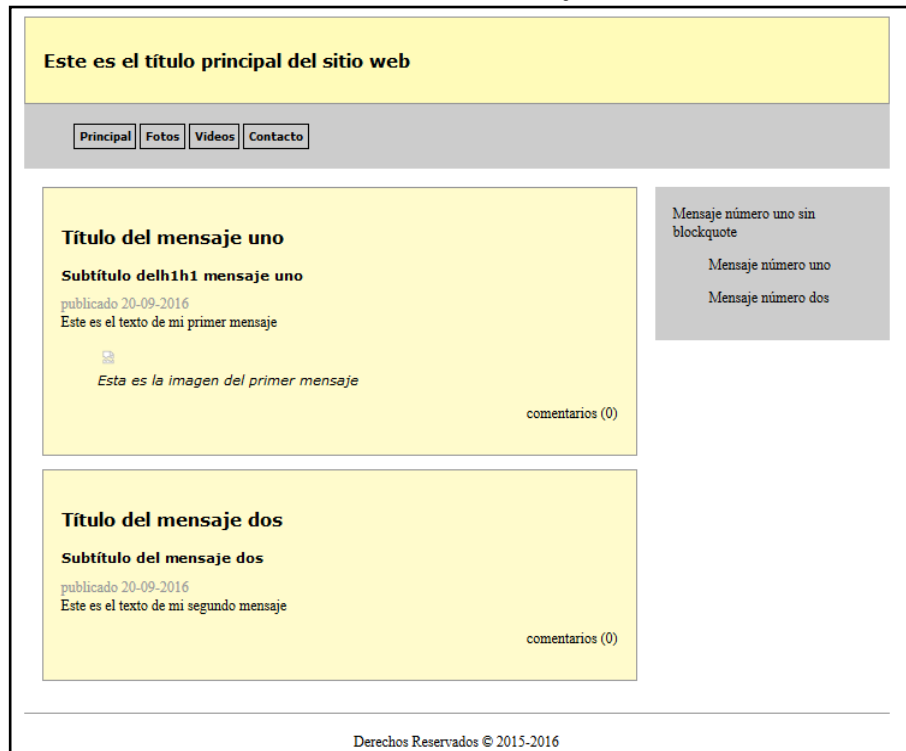 Este es el título principal del sitio web
Principal Fotos Videos Contacto
Título del mensaje uno
Subtítulo delh1h1 mensaje uno
publicado 20-09-2016
Este es el texto de mi primer mensaje
Esta es la imagen del primer mensaje
comentarios (0)
Título del mensaje dos
Subtítulo del mensaje dos
publicado 20-09-2016
Este es el texto de mi segundo mensaje
comentarios (0)
Mensaje número uno sin
blockquote
Mensaje número uno
Mensaje número dos
Derechos Reservados © 2015-2016